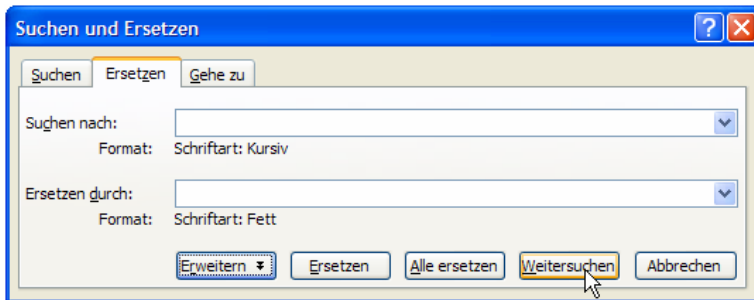 Suchen und Ersetzen
Suchen Ersetzen Gehe zu
Suchen nach:
Format: Schriftart: Kursiv
Ersetzen durch:
Format: Schriftart: Fett
Erweitern Ersetzen Alle ersetzen Weitersuchen Abbrechen